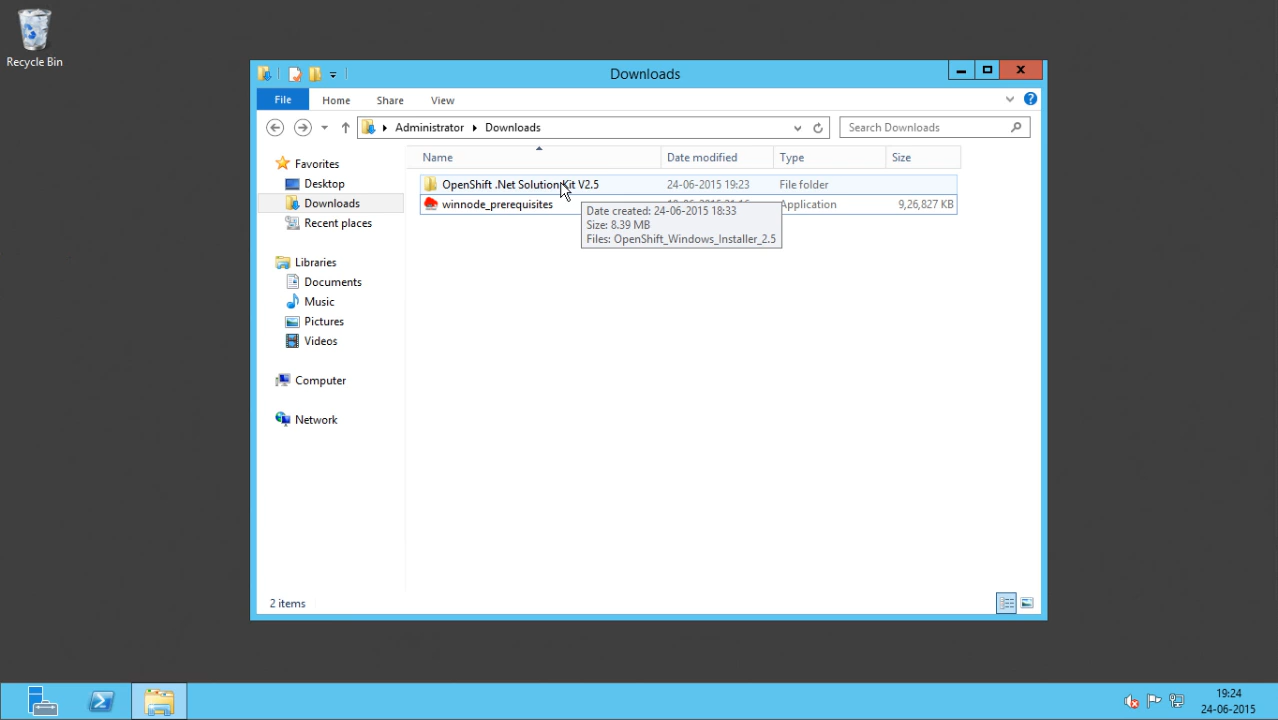 Recycle Bin
Downloads
File Home Share View
Administrator Downloads
Search Downloads
Name Date modified Type Size
Favorites
Desktop
Downloads
Recent places
Libraries
Documents
Music
Pictures
Videos
Computer
Network
OpenShift .Net Solution Kit V2.5 24-06-2015 19:23 File folder
winnode_prerequisites Application 9,26,827 KB
Date created: 24-06-2015 18:33
Size: 8.39 MB
Files: OpenShift_Windows_Installer_2.5
2 items
19:24
24-06-2015